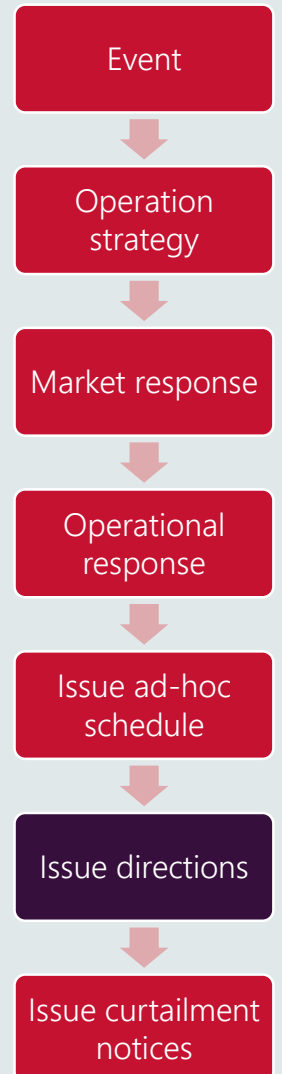 Event
Operation
strategy
Market response
Operational
response
Issue ad-hoc
schedule
Issue directions
Issue curtailment
notices